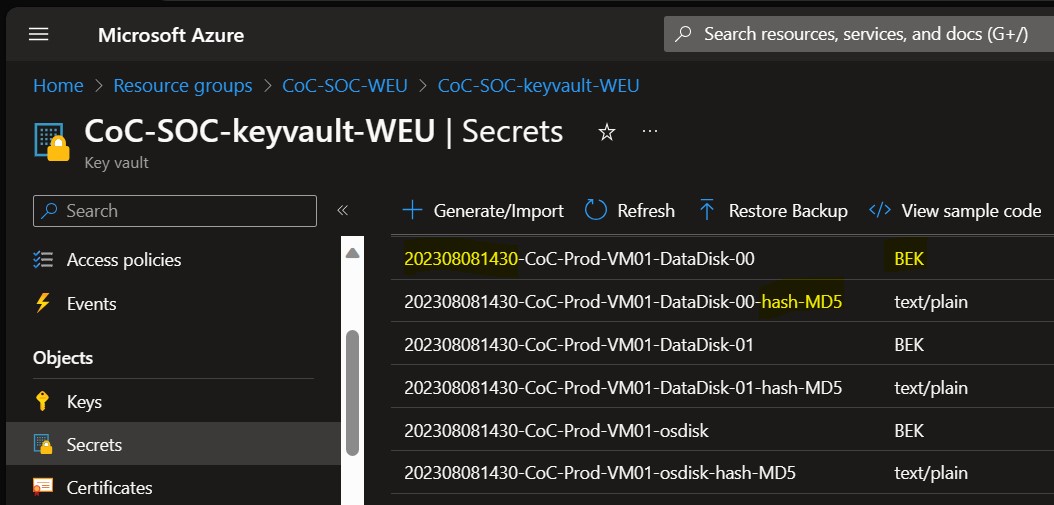 Microsoft Azure
Search resources, services, and docs (G+/)
Home > Resource groups > CoC-SOC-WEU > CoC-SOC-keyvault-WEU
CoC-SOC-keyvault-WEU | Secrets
Key vault
Search
Access policies
Events
Objects
Keys
Secrets
Certificates
Generate/Import Refresh Restore Backup View sample code
202308081430-CoC-Prod-VM01-DataDisk-00 BEK
202308081430-CoC-Prod-VM01-DataDisk-00-hash-MD5 text/plain
202308081430-CoC-Prod-VM01-DataDisk-01 BEK
202308081430-CoC-Prod-VM01-DataDisk-01-hash-MD5 text/plain
202308081430-CoC-Prod-VM01-osdisk BEK
202308081430-CoC-Prod-VM01-osdisk-hash-MD5 text/plain